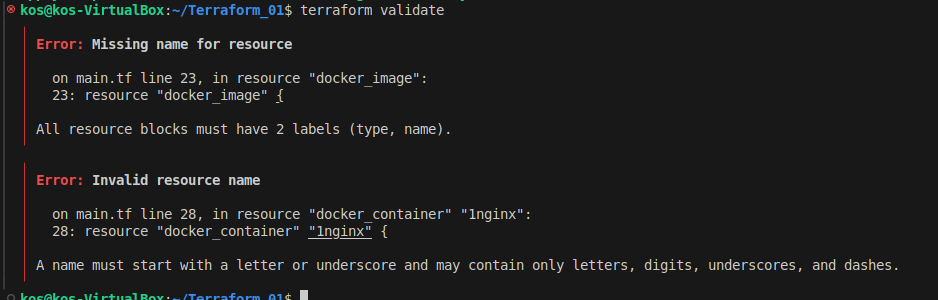 kos@kos-VirtualBox:~/Terraform_01$ terraform validate
Error: Missing name for resource
on main.tf line 23, in resource "docker_image":
23: resource "docker_image" {
All resource blocks must have 2 labels (type, name).
Error: Invalid resource name
on main.tf line 28, in resource "docker_container" "1nginx":
28: resource "docker_container" "1nginx" {
A name must start with a letter or underscore and may contain only letters, digits, underscores, and dashes.
kos@kos-VirtualBox:~/Terraform_01$